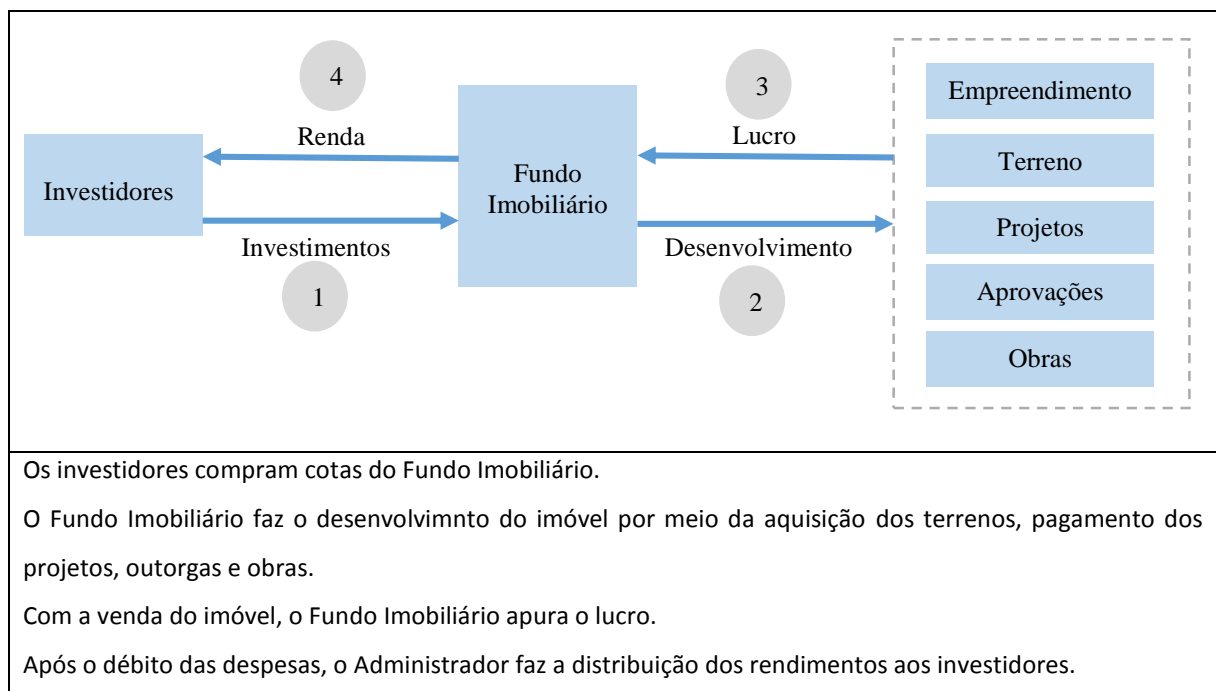 4
3
Empreendimento
Renda
Lucro
Terreno
Investidores
Fundo
Imobiliário
Projetos
Investimentos
Desenvolvimento
Aprovações
1
2
Obras
Os investidores compram cotas do Fundo Imobiliário.
O Fundo Imobiliário faz o desenvolvimnto do imóvel por meio da aquisição dos terrenos, pagamento dos
projetos, outorgas e obras.
Com a venda do imóvel, o Fundo Imobiliário apura o lucro.
Após o débito das despesas, o Administrador faz a distribuição dos rendimentos aos investidores.